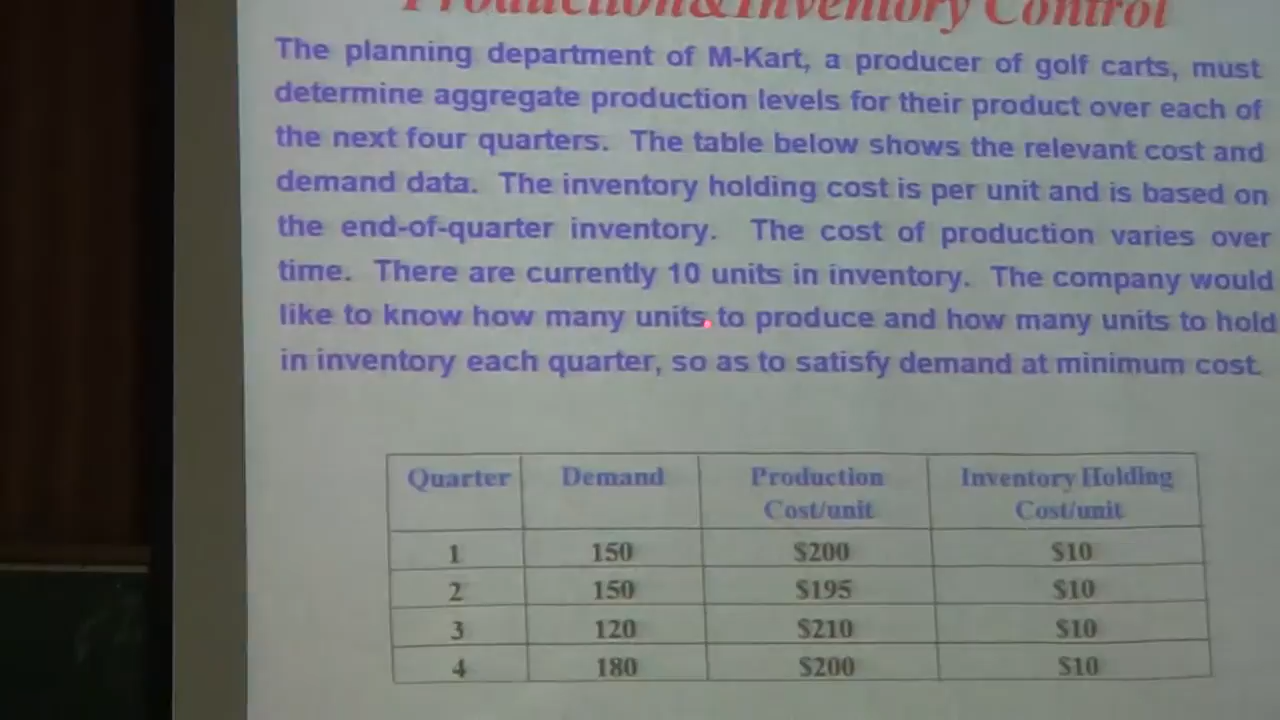 Production&Inventory Control
The planning department of M-Kart, a producer of golf carts, must
determine aggregate production levels for their product over each of
the next four quarters. The table below shows the relevant cost and
demand data. The inventory holding cost is per unit and is based on
the end-of-quarter inventory. The cost of production varies over
time. There are currently 10 units in inventory. The company would
like to know how many units to produce and how many units to hold
in inventory each quarter, so as to satisfy demand at minimum cost.
Quarter Demand Production Cost/unit Inventory Holding Cost/unit
1 150 $200 $10
2 150 $195 $10
3 120 $210 $10
4 180 $200 $10